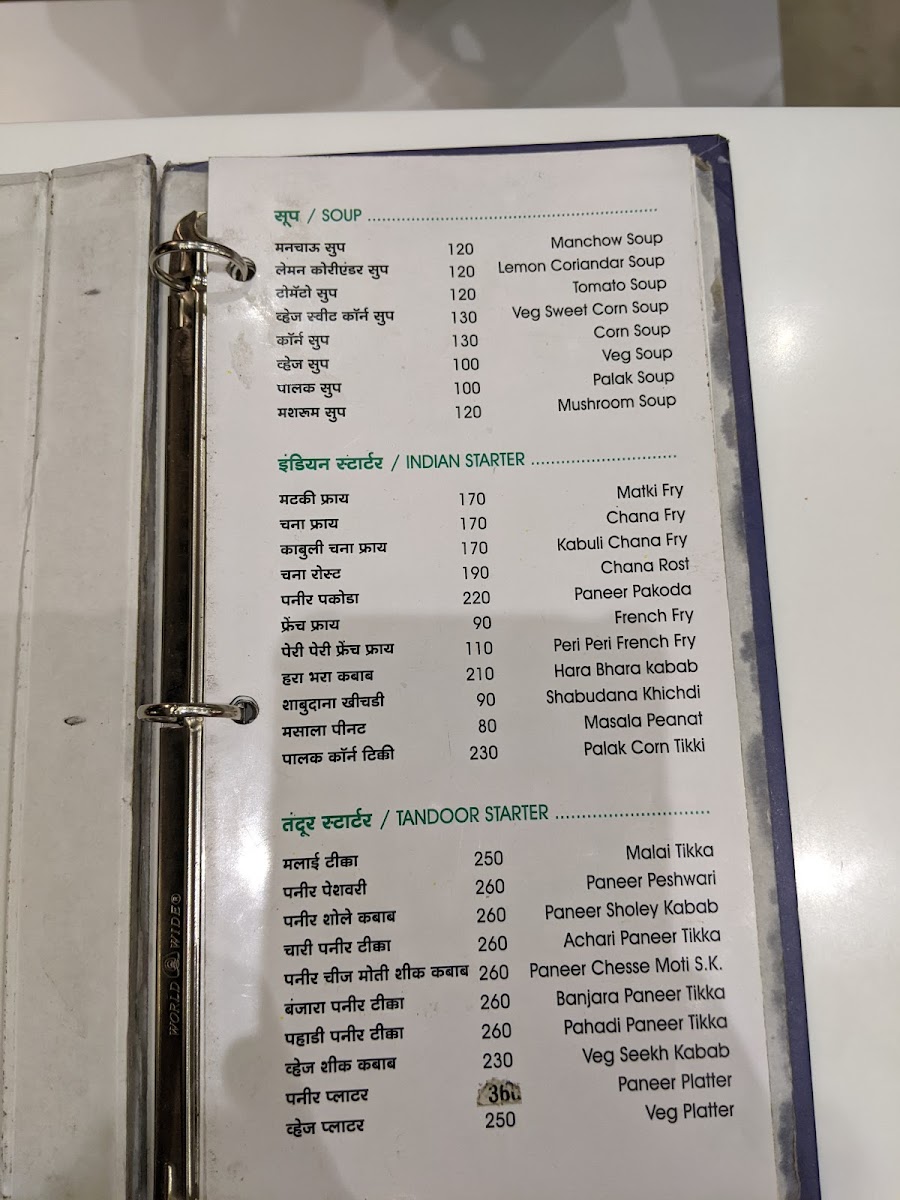 सूप / SOUP
मनचाऊ सुप 120 Manchow Soup
लेमन कोरीएंडर सुप 120 Lemon Coriandar Soup
टोमॅटो सुप 120 Tomato Soup
व्हेज स्वीट कॉर्न सुप 130 Veg Sweet Corn Soup
कॉर्न सुप 130 Corn Soup
व्हेज सुप 100 Veg Soup
पालक सुप 100 Palak Soup
मशरूम सुप 120 Mushroom Soup
इंडियन स्टार्टर / INDIAN STARTER
मटकी फ्राय 170 Matki Fry
चना फ्राय 170 Chana Fry
काबुली चना फ्राय 170 Kabuli Chana Fry
चना रोस्ट 190 Chana Rost
पनीर पकोडा 220 Paneer Pakoda
फ्रेंच फ्राय 90 French Fry
पेरी पेरी फ्रेंच फ्राय 110 Peri Peri French Fry
हरा भरा कबाब 210 Hara Bhara kabab
शाबुदाना खीचडी 90 Shabudana Khichdi
मसाला पीनट 80 Masala Peanat
पालक कॉर्न टिक्की 230 Palak Corn Tikki
तंदूर स्टार्टर / TANDOOR STARTER
मलाई टीक्का 250 Malai Tikka
पनीर पेशवरी 260 Paneer Peshwari
पनीर शोले कबाब 260 Paneer Sholey Kabab
चारी पनीर टीक्का 260 Achari Paneer Tikka
पनीर चीज मोती शीक कबाब 260 Paneer Chesse Moti S.K.
बंजारा पनीर टीक्का 260 Banjara Paneer Tikka
पहाडी पनीर टीक्का 260 Pahadi Paneer Tikka
व्हेज शीक कबाब 230 Veg Seekh Kabab
पनीर प्लाटर 360 Paneer Platter
व्हेज प्लाटर 250 Veg Platter
WORLD WIDE®